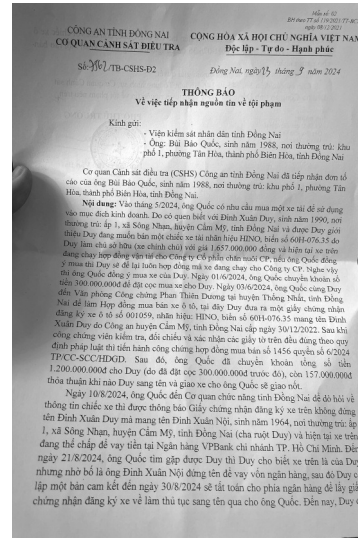 Mẫu số: 02
BH theo TT số 119/2021/TT-BCA
ngày 08/12/2021
CÔNG AN TỈNH ĐỒNG NAI
CƠ QUAN CẢNH SÁT ĐIỀU TRA
CỘNG HÒA XÃ HỘI CHỦ NGHĨA VIỆT NAM
Độc lập - Tự do - Hạnh phúc
/TB-CSHS-Đ2
Đồng Nai, ngày 23 tháng 9 năm 2024
THÔNG BÁO
Về việc tiếp nhận nguồn tin về tội phạm
Kính gửi:
- Viện kiểm sát nhân dân tỉnh Đồng Nai
- Ông: Bùi Bảo Quốc, sinh năm 1988, nơi thường trú: khu
phố 1, phường Tân Hòa, thành phố Biên Hòa, tỉnh Đồng Nai
Cơ quan Cảnh sát điều tra (CSHS) Công an tỉnh Đồng Nai đã tiếp nhận đơn tố
cáo của ông Bùi Bảo Quốc, sinh năm 1988, nơi thường trú: khu phố 1, phường Tân
Hòa, thành phố Biên Hòa, tỉnh Đồng Nai.
Nội dung: Vào tháng 5/2024, ông Quốc có nhu cầu mua một xe tải để sử dụng
vào mục đích kinh doanh. Do có quen biết với Đinh Xuân Duy, sinh năm 1990, nơi
thường trú: ấp 1, xã Sông Nhạn, huyện Cẩm Mỹ, tỉnh Đồng Nai và được Duy giới
thiệu Duy đang muốn bán một chiếc xe tải nhãn hiệu HINO, biển số 60H-076.35 do
Duy làm chủ sở hữu (xe chính chủ) với giá 1.657.000.000 đồng và hiện tại xe trên
đang chạy hợp đồng vận tải cho Công ty Cổ phần chăn nuôi CP, nếu ông Quốc đồng
ý mua thì Duy sẽ để lại luôn hợp đồng mà xe đang chạy cho Công ty CP. Nghe vậy
thì ông Quốc đồng ý mua xe của Duy. Ngày 01/6/2024, ông Quốc chuyển khoản số
tiền 300.000.000đ để đặt cọc mua xe cho Duy. Ngày 03/6/2024, ông Quốc cùng Duy
đến Văn phòng Công chứng Phan Thiên Dương tại huyện Thống Nhất, tỉnh Đồng
Nai để làm Hợp đồng mua bán xe ô tô, tại đây Duy đưa ra một giấy chứng nhận
đăng ký xe ô tô số 001059, nhãn hiệu: HINO, biển số 60H-076.35 mang tên Đinh
Xuân Duy do Công an huyện Cẩm Mỹ, tỉnh Đồng Nai cấp ngày 30/12/2022. Sau khi
công chứng viên kiểm tra, đối chiếu và xác nhận các giấy tờ trên đều đúng theo quy
định pháp luật thì tiến hành công chứng hợp đồng mua bán số 1456 quyển số 6/2024
TP/CC-SCC/HDGD. Sau đó, ông Quốc đã chuyển khoản tổng số tiền
1.200.000.000đ cho Duy (do đã đặt cọc 300.000.000đ trước đó), còn 157.000.000đ
thỏa thuận khi nào Duy sang tên và giao xe cho ông Quốc sẽ giao nốt.
Ngày 10/8/2024, ông Quốc đến Cơ quan chức năng tỉnh Đồng Nai để dò hỏi về
thông tin chiếc xe thì được thông báo Giấy chứng nhận đăng ký xe trên không đứng
tên Đinh Xuân Duy mà mang tên Đinh Xuân Nội, sinh năm 1964, nơi thường trú: ấp
1, xã Sông Nhạn, huyện Cẩm Mỹ, tỉnh Đồng Nai (cha ruột Duy) và hiện tại xe trên
đang thế chấp để vay tiền tại Ngân hàng VPBank chi nhánh TP. Hồ Chí Minh. Đến
ngày 21/8/2024, ông Quốc tìm gặp được Duy thì Duy cho biết xe trên là của Duy
nhưng nhờ bố là ông Đinh Xuân Nội đứng tên để vay vốn ngân hàng, sau đó Duy có
lập một bản cam kết đến ngày 30/8/2024 sẽ tất toán cho phía ngân hàng để lấy giấy
chứng nhận đăng ký xe về làm thủ tục sang tên qua cho ông Quốc. Đến nay, Duy